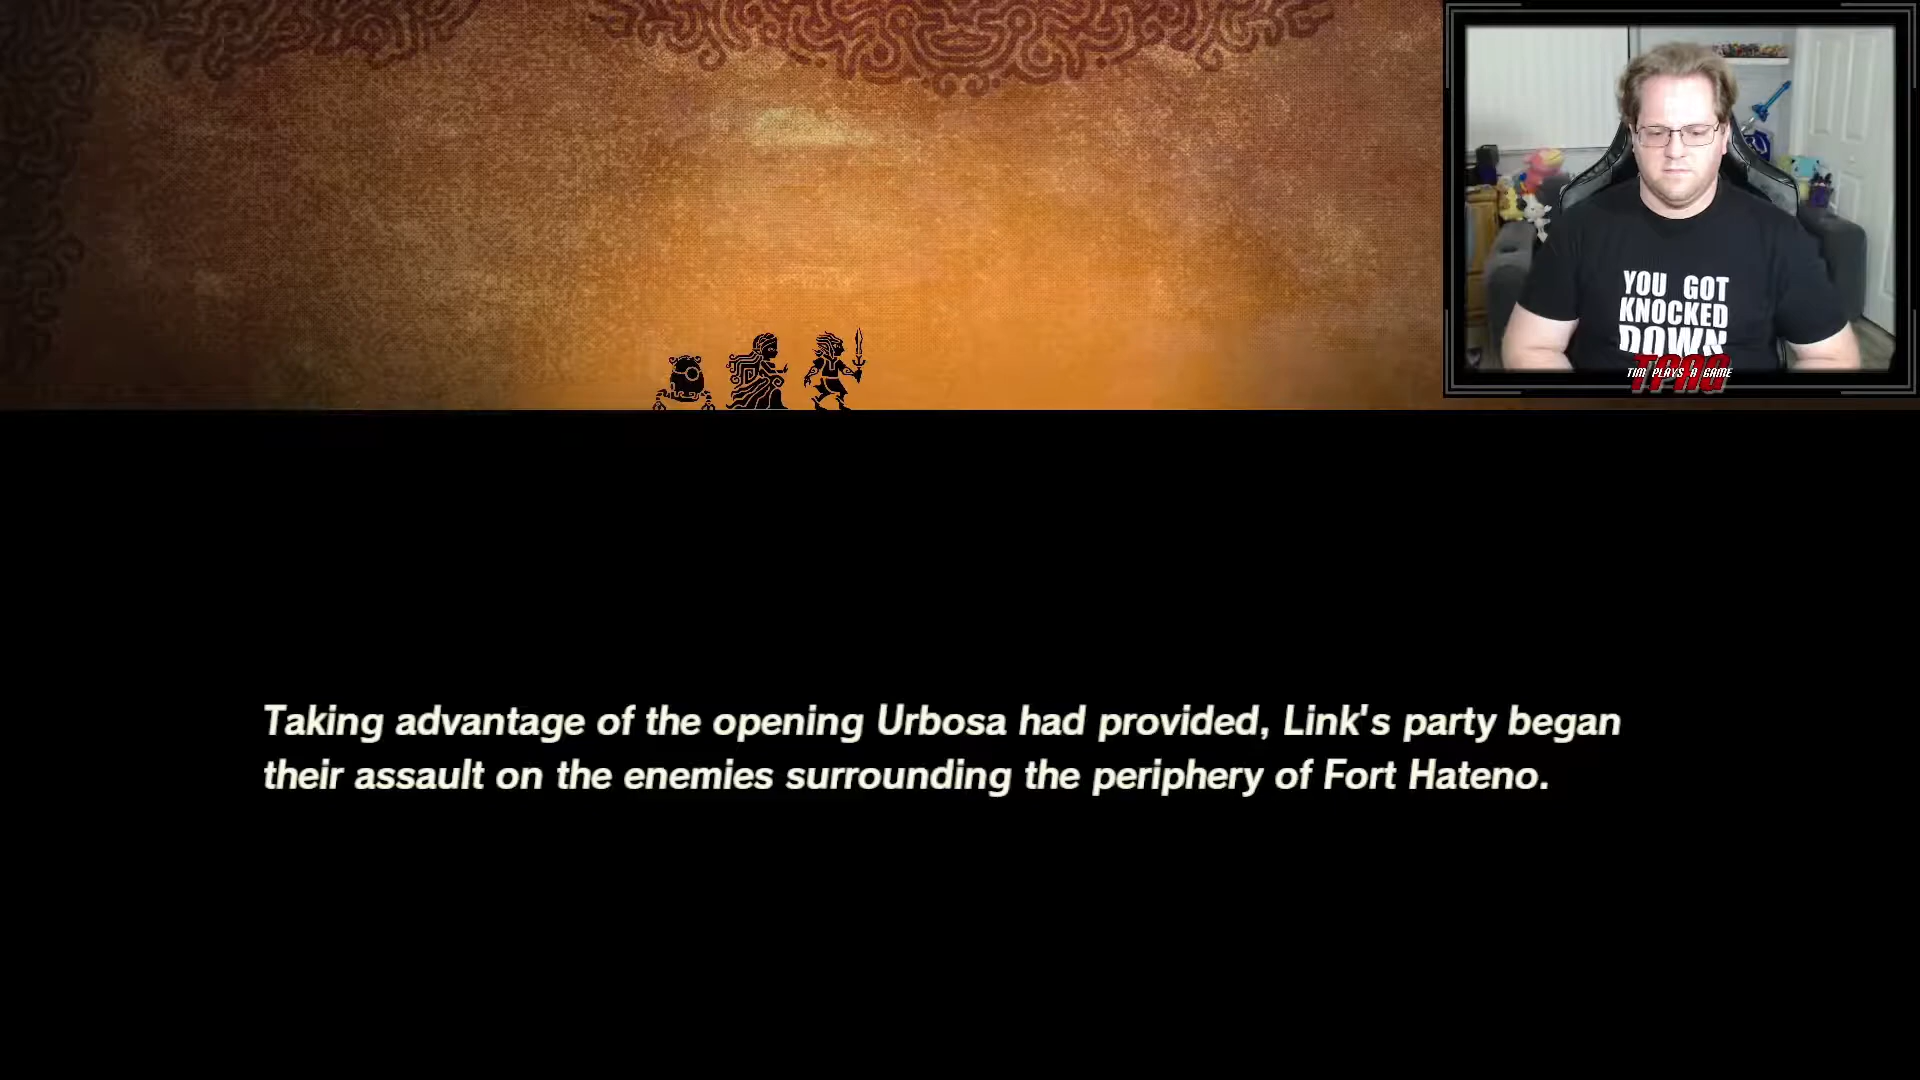 YOU GOT
KNOCKED
DOWN
TPAG
TIM PLAYS A GAME
Taking advantage of the opening Urbosa had provided, Link's party began
their assault on the enemies surrounding the periphery of Fort Hateno.